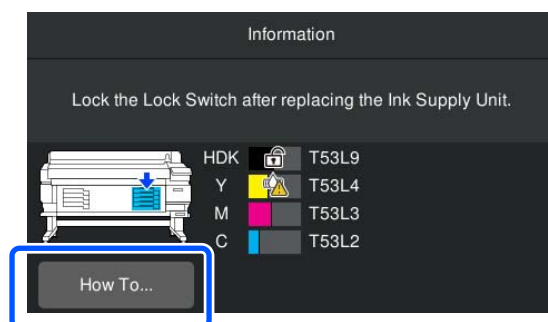 Information
Lock the Lock Switch after replacing the Ink Supply Unit.
HDK T53L9
Y T53L4
M T53L3
C T53L2
How To...